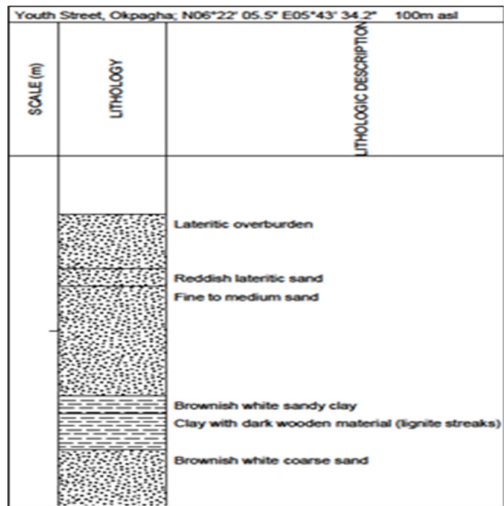 Youth Street, Okpagha; N06°22' 05.5" E05°43' 34.2" 100m asl
SCALE (m)
LITHOLOGY
LITHOLOGIC DESCRIPTION
Lateritic overburden
Reddish lateritic sand
Fine to medium sand
Brownish white sandy clay
Clay with dark wooden material (lignite streaks)
Brownish white coarse sand